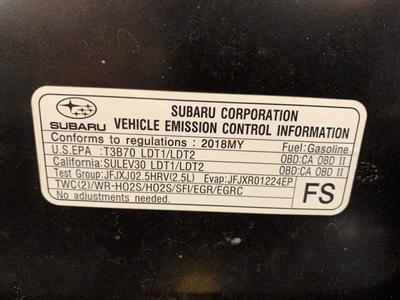 SUBARU CORPORATION
SUBARU VEHICLE EMISSION CONTROL INFORMATION
Conforms to regulations : 2018MY Fuel:Gasoline
U.S.EPA :T3B70 LDT1/LDT2 OBD:CA OBD II
California:SULEV30 LDT1/LDT2 OBD:CA OBD II
Test Group:JFJXJ02.5HRV(2.5L) Evap:JFJXR01224EP
TWC(2)/WR-HO2S/HO2S/SFI/EGR/EGRC FS
No adjustments needed.